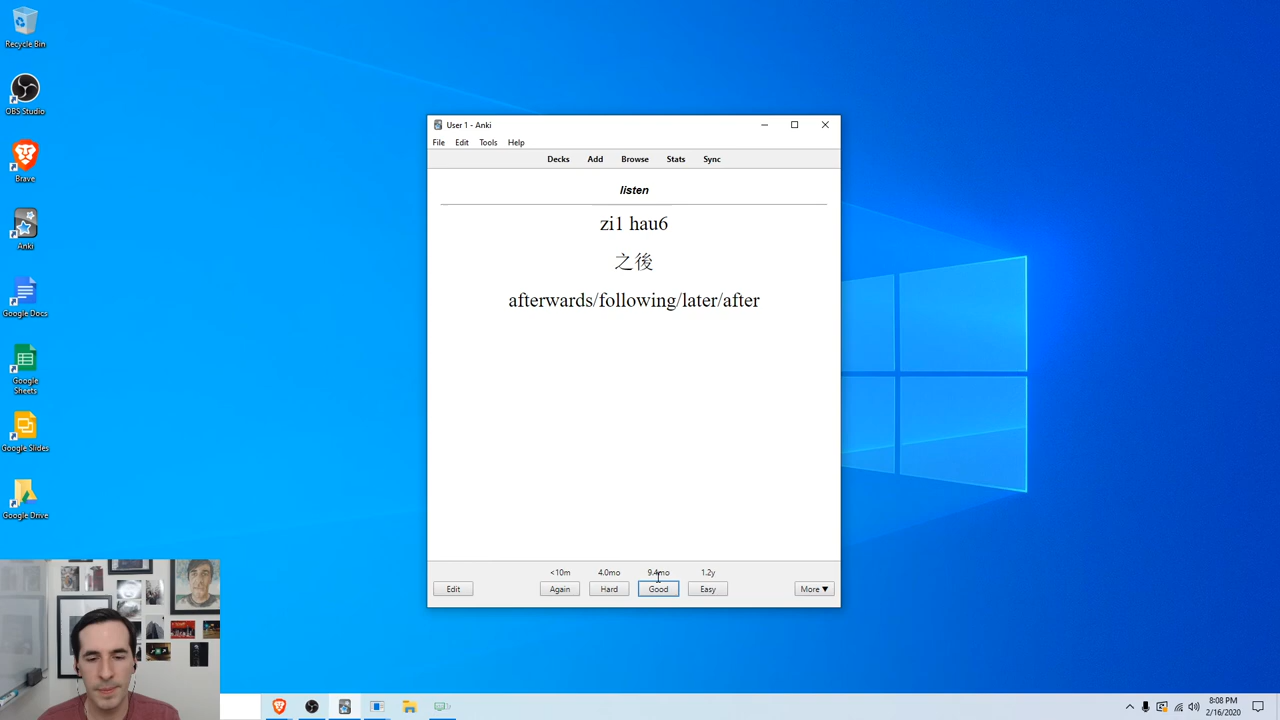 Recycle Bin
OBS Studio
Brave
Anki
Google Docs
Google
Sheets
Google Slides
Google Drive
User 1 - Anki
File Edit Tools Help
Decks Add Browse Stats Sync
listen
zi1 hau6
之後
afterwards/following/later/after
<10m 4.0mo 9.4mo 1.2y
Edit Again Hard Good Easy More ▼
8:08 PM
2/16/2020